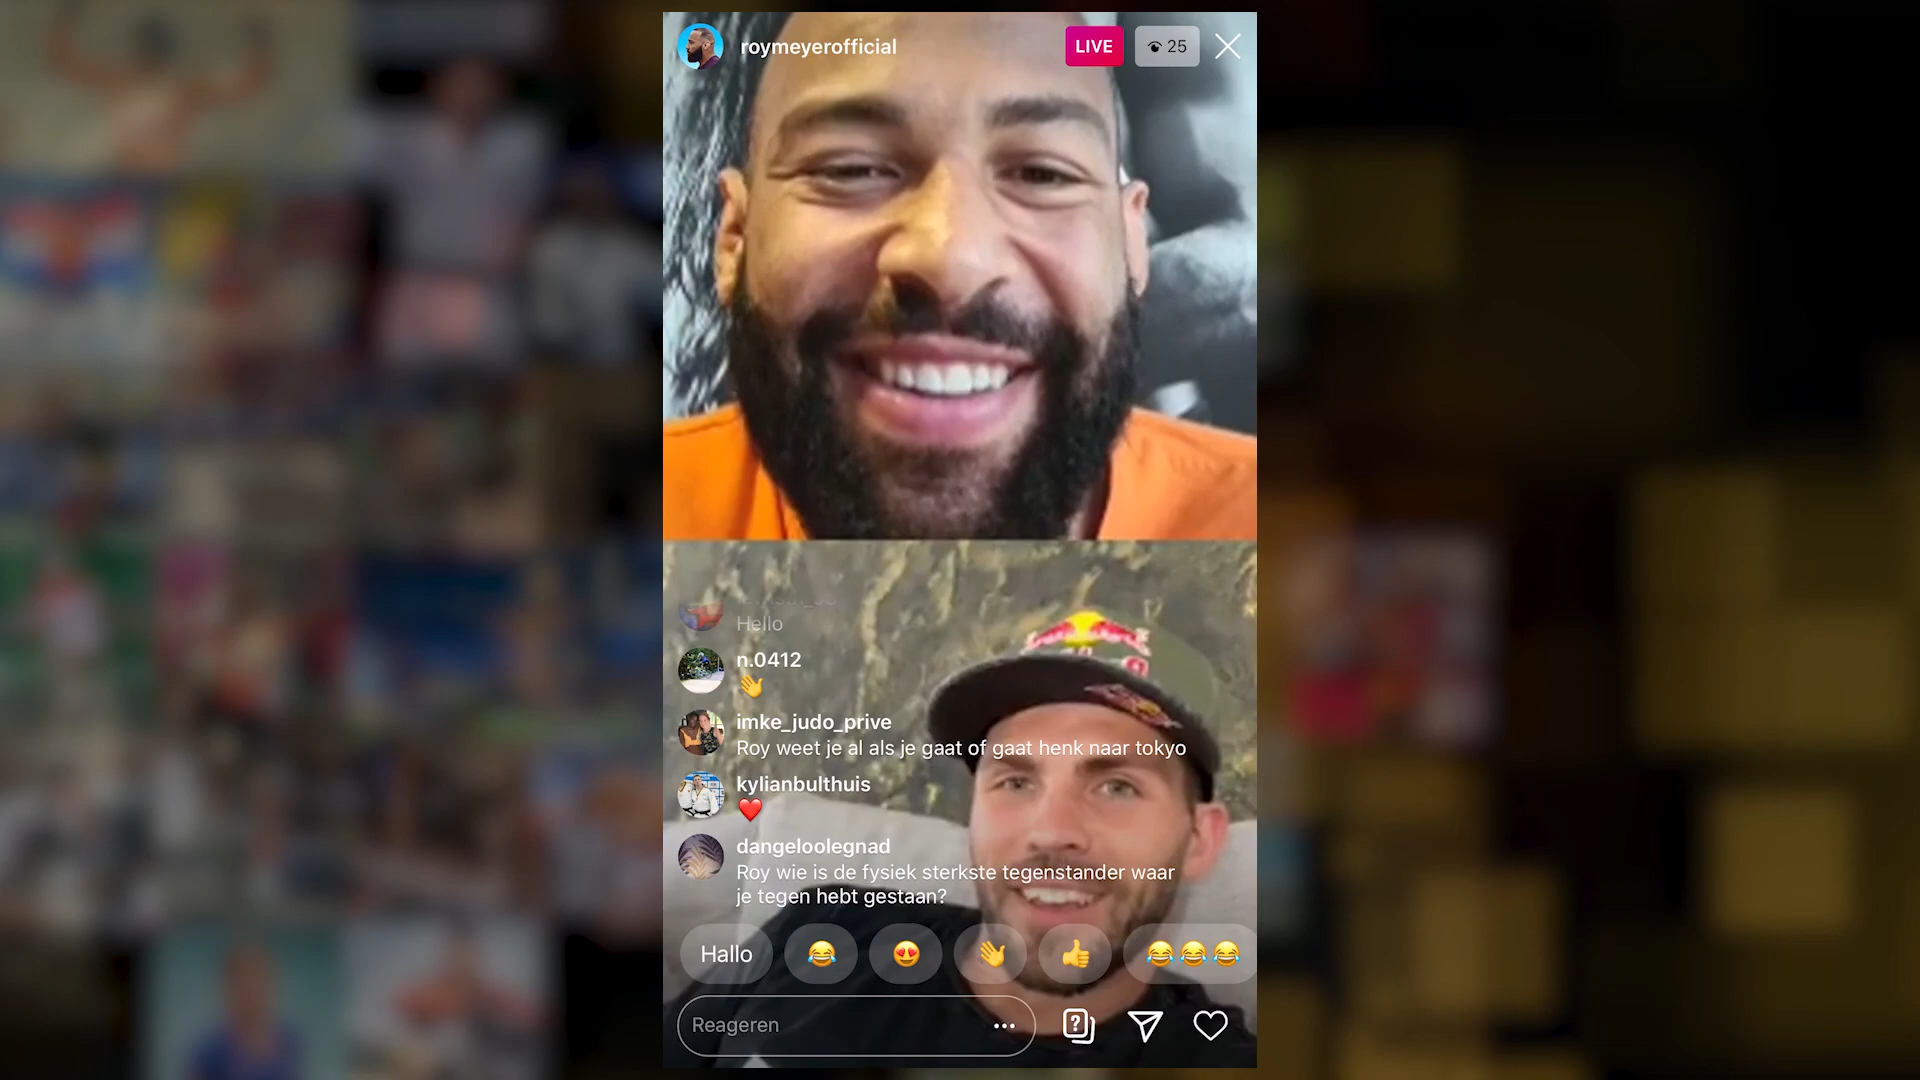 roymeyerofficial
LIVE
25
Hello
n.0412
👋
imke_judo_prive
Roy weet je al als je gaat of gaat henk naar tokyo
kylianbulthuis
❤️
dangeloolegnad
Roy wie is de fysiek sterkste tegenstander waar
je tegen hebt gestaan?
Hallo 😂 😍 👋 👍 😂😂😂
Reageren